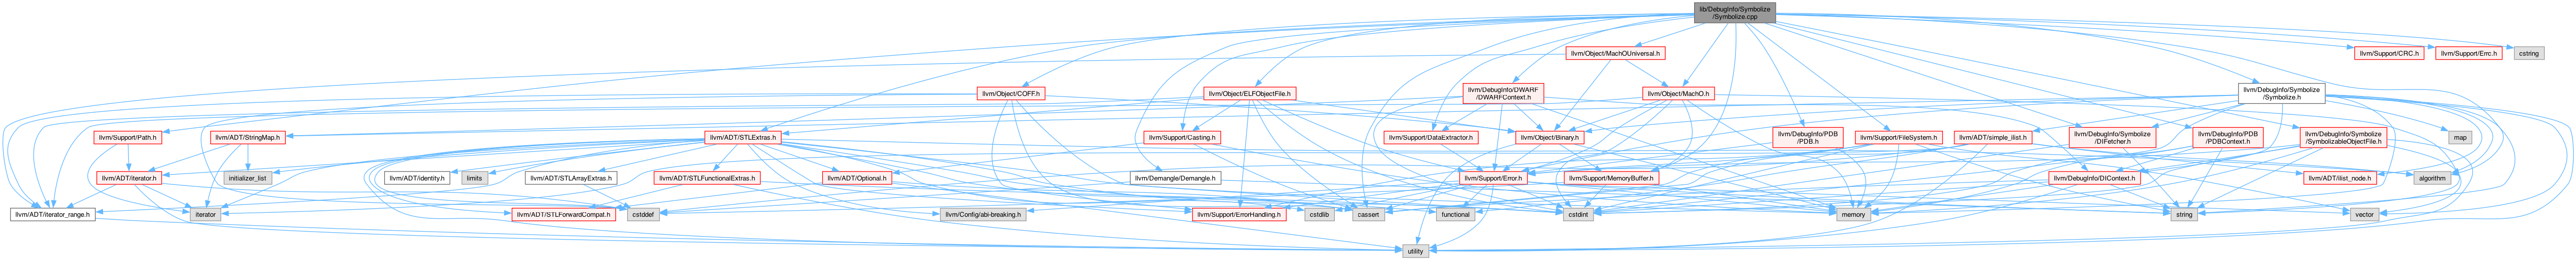 lib/DebugInfo/Symbolize
/Symbolize.cpp
llvm/Object/MachOUniversal.h
llvm/Support/CRC.h
llvm/Support/Errc.h
cstring
llvm/Object/COFF.h
llvm/Object/ELFObjectFile.h
llvm/DebugInfo/DWARF
/DWARFContext.h
llvm/Object/MachO.h
llvm/DebugInfo/Symbolize
/Symbolize.h
llvm/Support/Path.h
llvm/ADT/StringMap.h
llvm/ADT/STLExtras.h
llvm/Support/Casting.h
llvm/Support/DataExtractor.h
llvm/Object/Binary.h
llvm/DebugInfo/PDB
/PDB.h
llvm/Support/FileSystem.h
llvm/ADT/simple_ilist.h
llvm/DebugInfo/Symbolize
/DIFetcher.h
llvm/DebugInfo/PDB
/PDBContext.h
llvm/DebugInfo/Symbolize
/SymbolizableObjectFile.h
map
llvm/ADT/iterator.h
initializer_list
llvm/ADT/identity.h
limits
llvm/ADT/STLArrayExtras.h
llvm/ADT/STLFunctionalExtras.h
llvm/ADT/Optional.h
llvm/Demangle/Demangle.h
llvm/Support/Error.h
llvm/Support/MemoryBuffer.h
llvm/DebugInfo/DIContext.h
llvm/ADT/ilist_node.h
algorithm
llvm/ADT/iterator_range.h
iterator
llvm/ADT/STLForwardCompat.h
cstddef
llvm/Config/abi-breaking.h
llvm/Support/ErrorHandling.h
cstdlib
cassert
functional
cstdint
memory
string
vector
utility